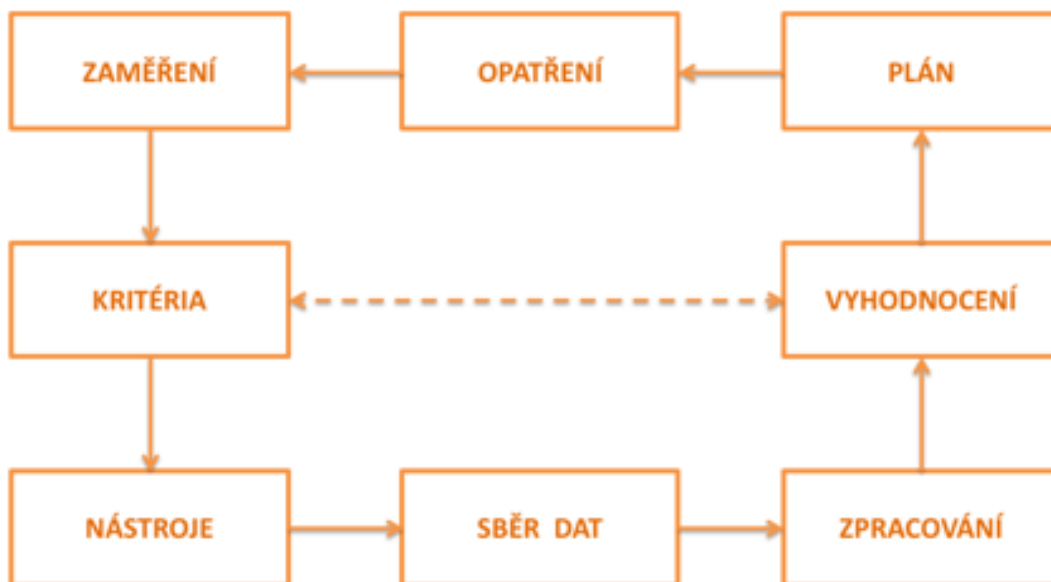 ZAMĚŘENÍ
OPATŘENÍ
PLÁN
KRITÉRIA
VYHODNOCENÍ
NÁSTROJE
SBĚR DAT
ZPRACOVÁNÍ